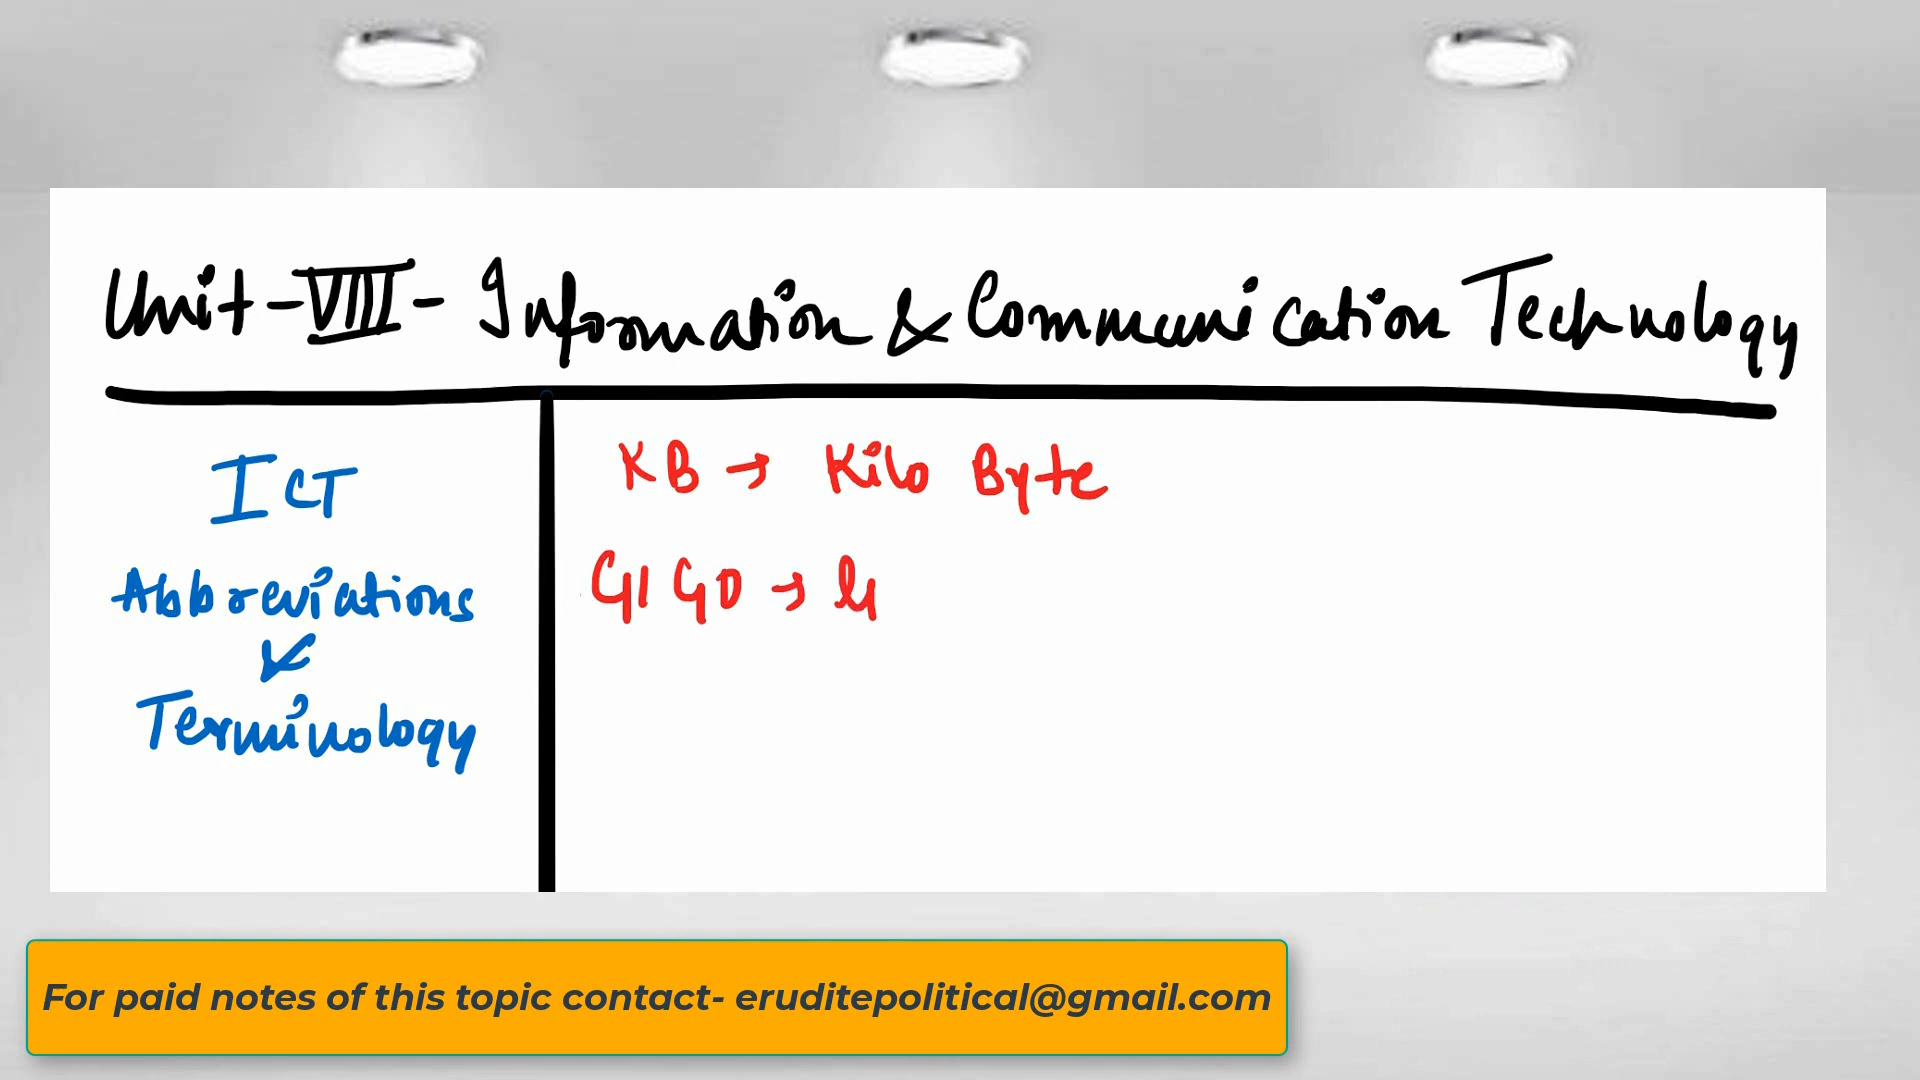 Unit-VIII- Information & Communication Technology
ICT
Abbreviations
&
Terminology
KB → Kilo Byte
GIGO →
For paid notes of this topic contact- eruditepolitical@gmail.com